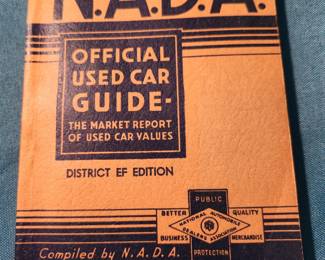 N.A.D.A.
OFFICIAL
USED CAR
GUIDE-
THE MARKET REPORT
OF USED CAR VALUES
DISTRICT EF EDITION
PUBLIC
BETTER QUALITY
NATIONAL AUTOMOBILE
DEALERS ASSOCIATION
BUSINESS MERCHANDISE
PROTECTION
Compiled by N.A.D.A.